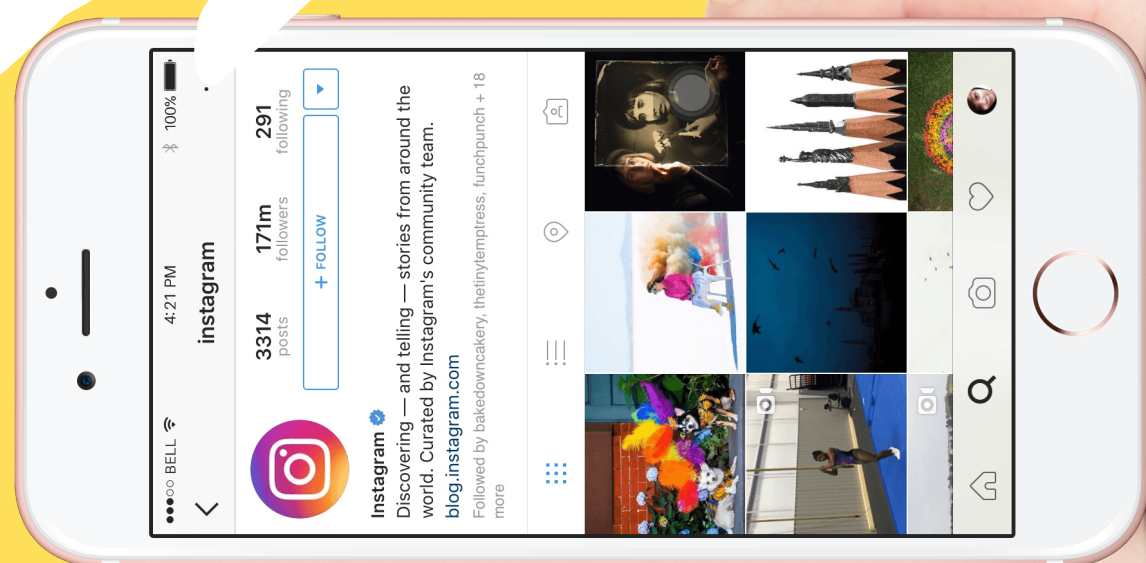 BELL 4:21 PM 100%
instagram
3314 171m 291
posts followers following
+ FOLLOW
Instagram
Discovering — and telling — stories from around the
world. Curated by Instagram's community team.
blog.instagram.com
Followed by bakedowncakery, thetinytemptress, funchpunch + 18
more